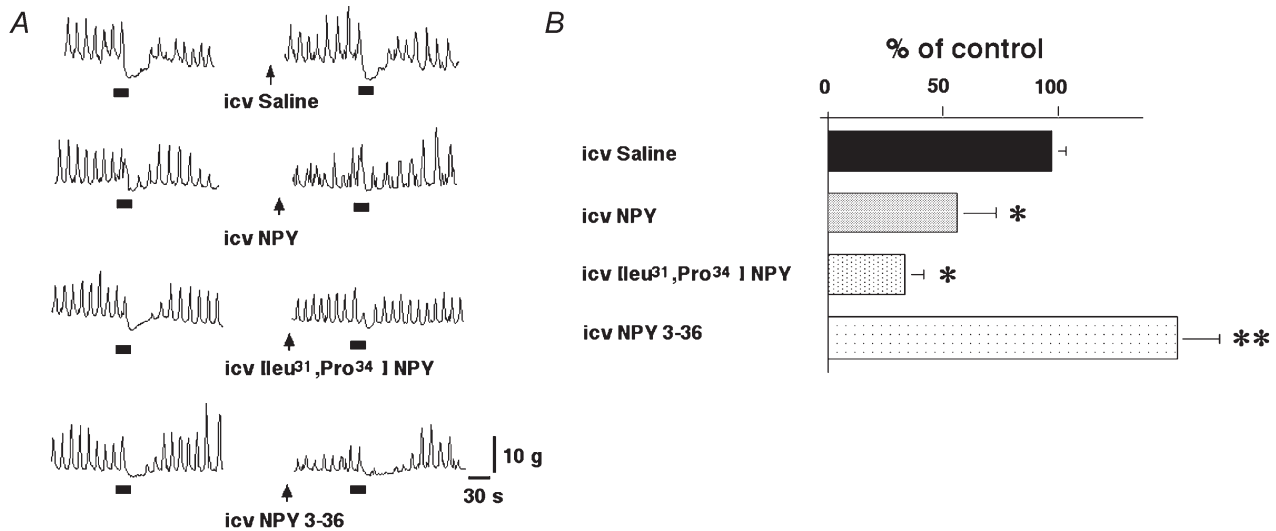 A
icv Saline
icv NPY
icv [leu31,Pro34 ] NPY
10 g
30 s
icv NPY 3-36
B
% of control
0 50 100
icv Saline
icv NPY *
icv [leu31,Pro34 ] NPY *
icv NPY 3-36 **